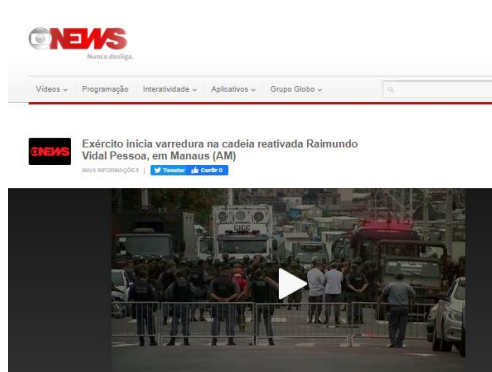 GNEWS
Nunca desliga.
Vídeos Programação Interatividade Aplicativos Grupo Globo
GNEWS
Exército inicia varredura na cadeia reativada Raimundo
Vidal Pessoa, em Manaus (AM)
MAIS INFORMAÇÕES | Tweetar Curtir 0
CICC